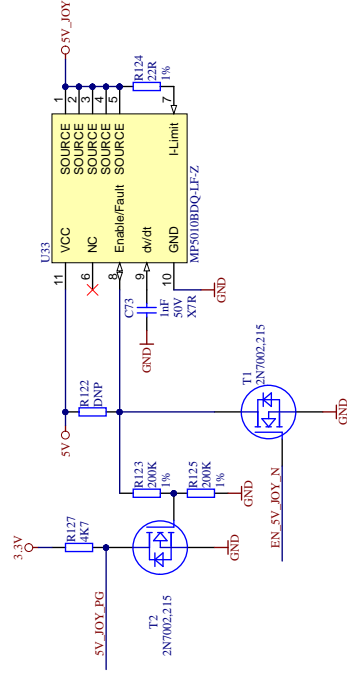 5V_JOY
R124
22R
1%
U33
11
VCC
SOURCE
1
6
NC
SOURCE
2
SOURCE
3
8
Enable/Fault
SOURCE
4
SOURCE
5
9
dv/dt
10
GND
I-Limit
7
MP5010BDQ-LF-Z
C73
1nF
50V
X7R
GND
GND
5V
R122
DNP
T1
2N7002,215
GND
EN_5V_JOY_N
R123
200K
1%
R125
200K
1%
GND
3.3V
R127
4K7
5V_JOY_PG
T2
2N7002,215
GND